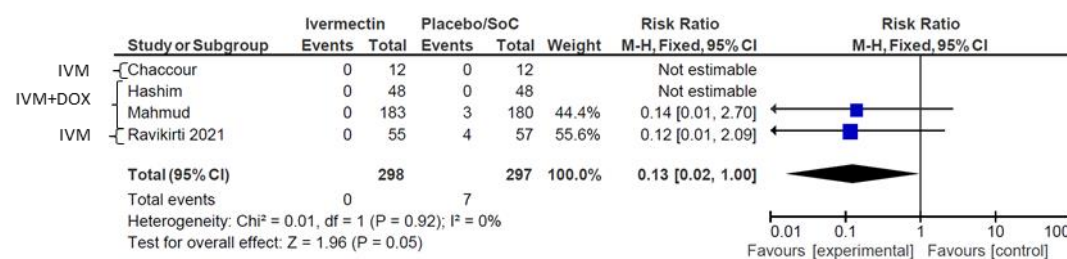 Ivermectin Placebo/SoC Risk Ratio Risk Ratio
Study or Subgroup Events Total Events Total Weight M-H, Fixed, 95% CI M-H, Fixed, 95% CI
IVM Chaccour 0 12 0 12 Not estimable
IVM+DOX Hashim 0 48 0 48 Not estimable
Mahmud 0 183 3 180 44.4% 0.14 [0.01, 2.70]
IVM Ravikirti 2021 0 55 4 57 55.6% 0.12 [0.01, 2.09]
Total (95% CI) 298 297 100.0% 0.13 [0.02, 1.00]
Total events 0 7
Heterogeneity: Chi² = 0.01, df = 1 (P = 0.92); I² = 0%
Test for overall effect: Z = 1.96 (P = 0.05)
0.01 0.1 1 10 100
Favours [experimental] Favours [control]